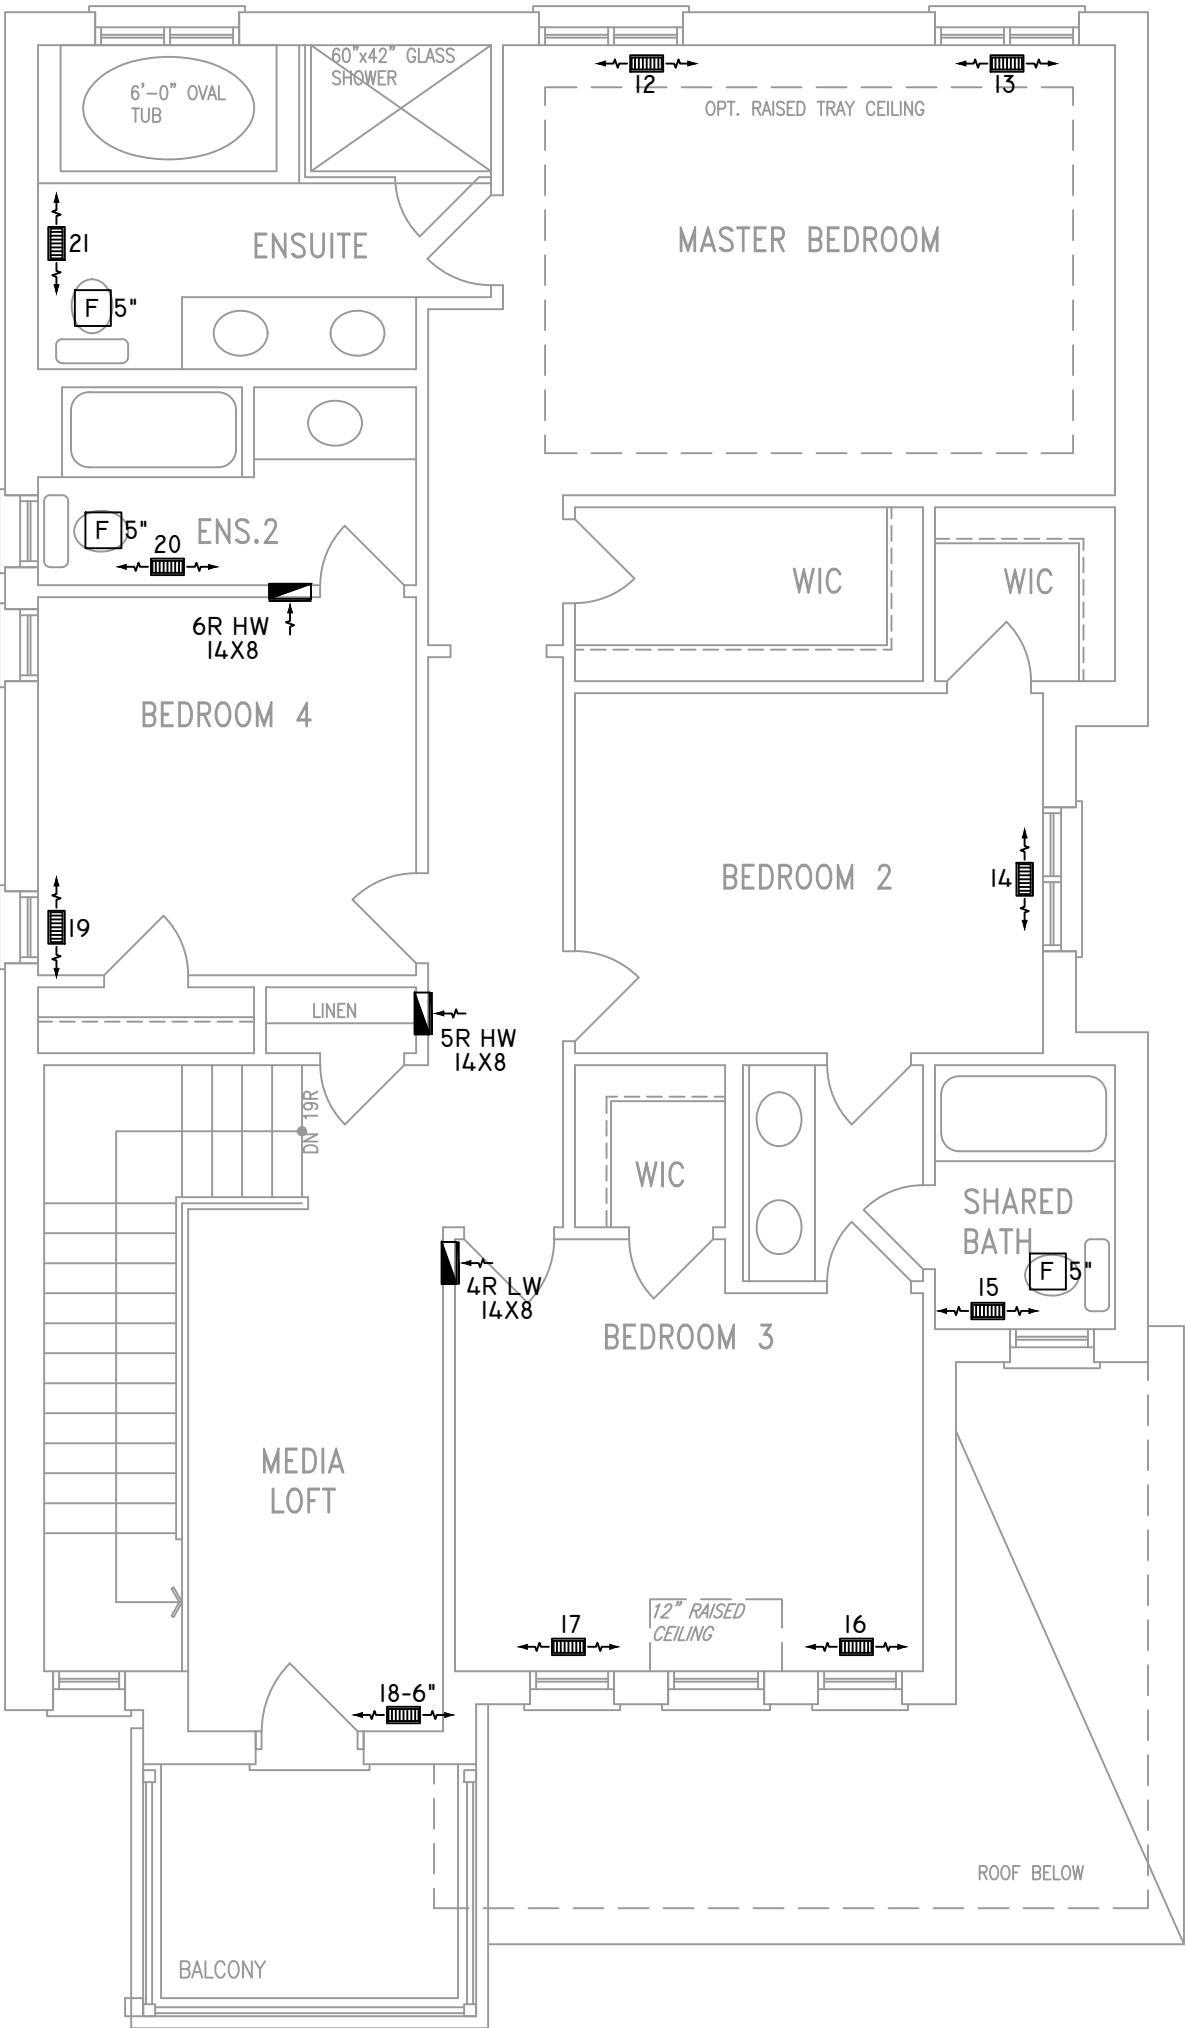 60"x42" GLASS
SHOWER
6'-0" OVAL
TUB
12
13
OPT. RAISED TRAY CEILING
21
ENSUITE
MASTER BEDROOM
F 5"
F 5"
ENS.2
20
WIC
WIC
6R HW
14X8
BEDROOM 4
BEDROOM 2
14
19
LINEN
5R HW
14X8
DN 19R
WIC
SHARED
BATH
F 5"
15
4R LW
14X8
BEDROOM 3
MEDIA
LOFT
12" RAISED
CEILING
17
16
18-6"
ROOF BELOW
BALCONY